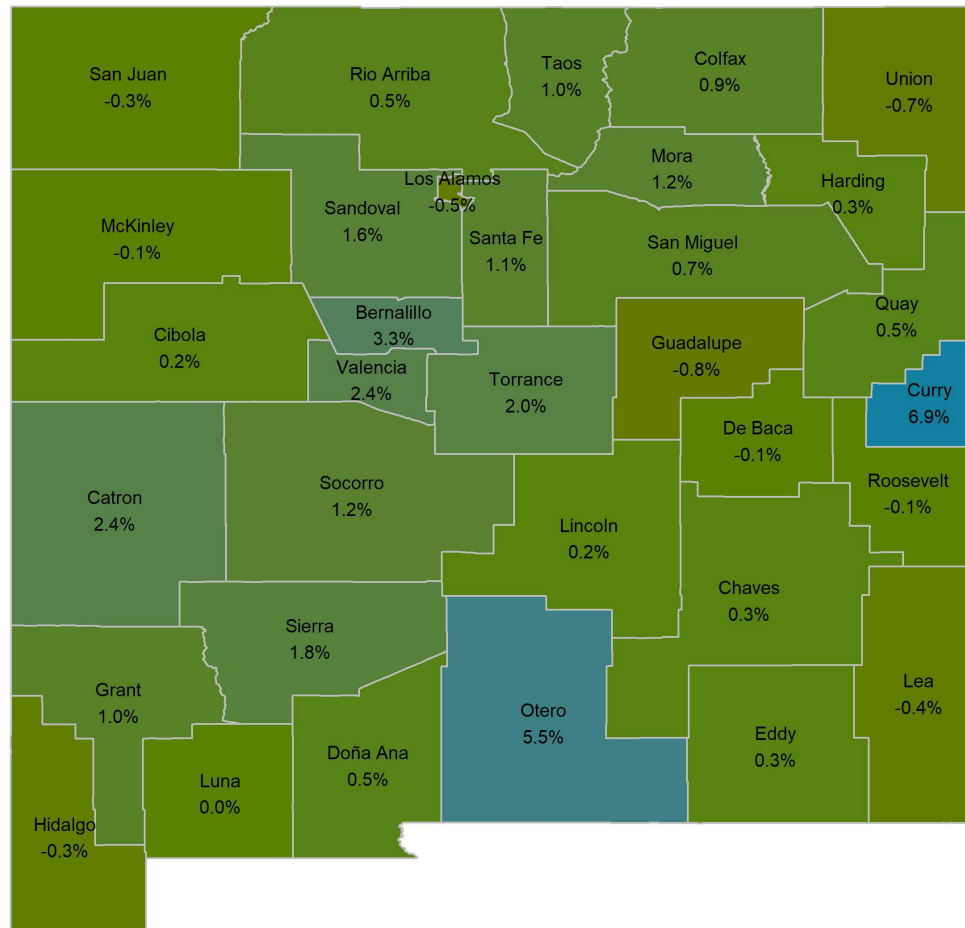 San Juan
-0.3%
Rio Arriba
0.5%
Taos
1.0%
Colfax
0.9%
Union
-0.7%
Los Alamos
-0.5%
Mora
1.2%
Harding
0.3%
McKinley
-0.1%
Sandoval
1.6%
Santa Fe
1.1%
San Miguel
0.7%
Quay
0.5%
Cibola
0.2%
Bernalillo
3.3%
Valencia
2.4%
Torrance
2.0%
Guadalupe
-0.8%
Curry
6.9%
De Baca
-0.1%
Roosevelt
-0.1%
Catron
2.4%
Socorro
1.2%
Lincoln
0.2%
Chaves
0.3%
Sierra
1.8%
Grant
1.0%
Otero
5.5%
Lea
-0.4%
Eddy
0.3%
Doña Ana
0.5%
Luna
0.0%
Hidalgo
-0.3%